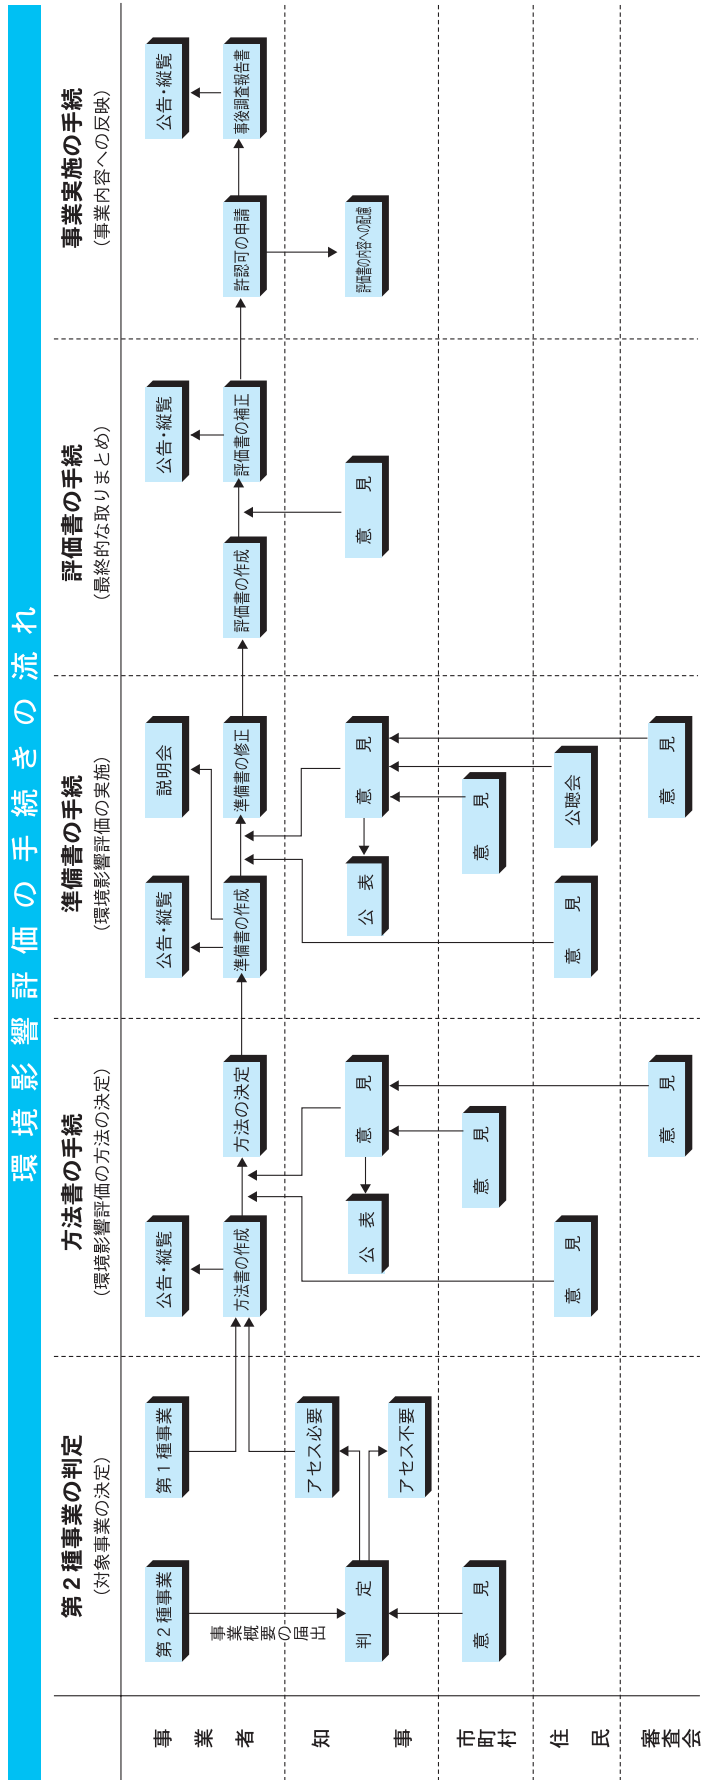 環境影響評価の手続きの流れ
第2種事業の判定
(対象事業の決定)
方法書の手続
(環境影響評価の方法の決定)
準備書の手続
(環境影響評価の実施)
評価書の手続
(最終的な取りまとめ)
事業実施の手続
(事業内容への反映)
事業者
第2種事業
第1種事業
事業概要の届出
公告・縦覧
方法書の作成
方法の決定
公告・縦覧
説明会
準備書の作成
準備書の修正
公告・縦覧
評価書の作成
評価書の補正
公告・縦覧
許認可の申請
事後調査報告書
知事
判定
アセス必要
アセス不要
公表
意見
公表
意見
意見
評価書の内容への配慮
市町村
意見
意見
意見
住民
意見
意見
公聴会
審査会
意見
意見